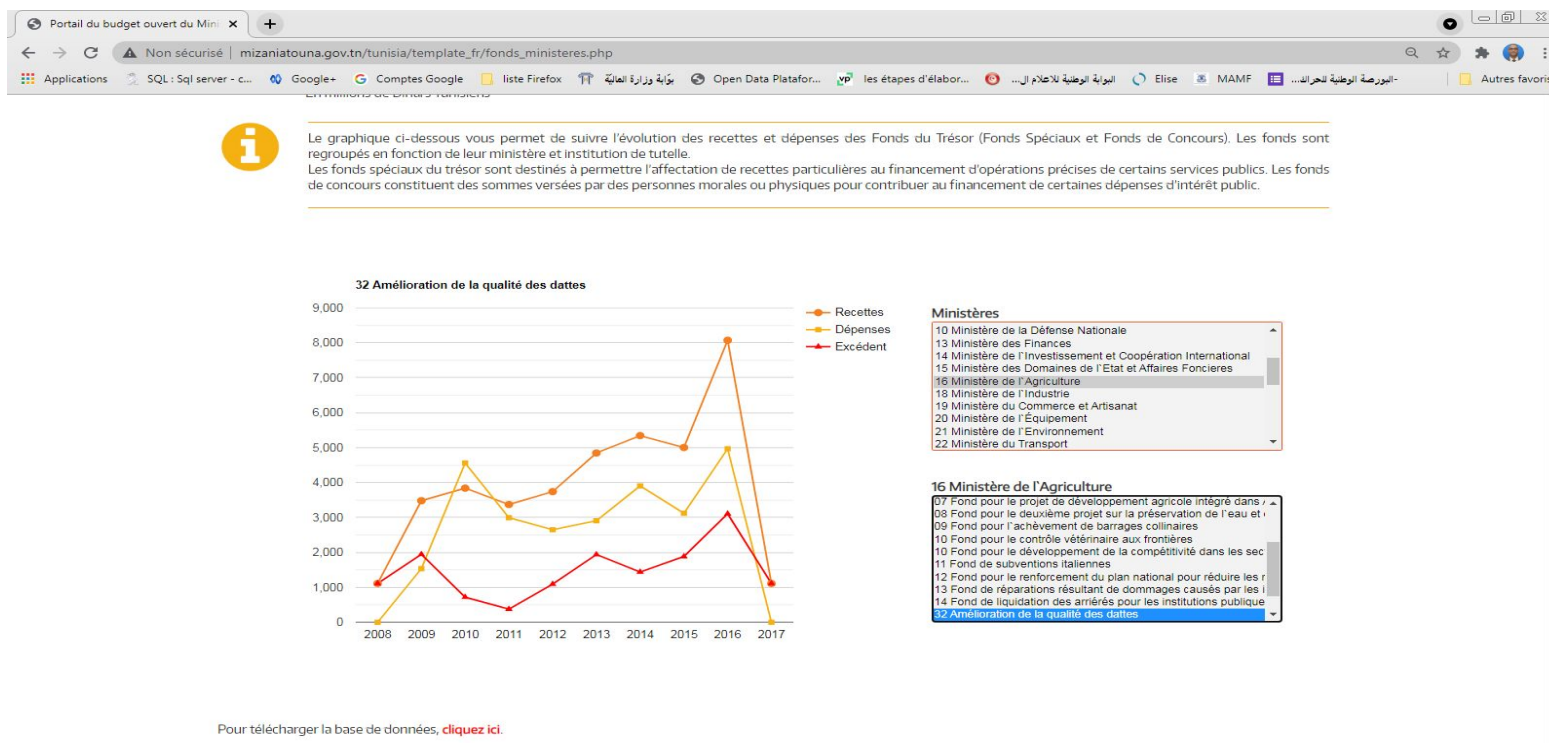 Portail du budget ouvert du Mini
Non sécurisé | mizaniatouna.gov.tn/tunisia/template_fr/fonds_ministeres.php
Applications SQL : Sql server - c... Google+ Comptes Google liste Firefox بوّابة وزارة الماليّة Open Data Platafor... les étapes d'élabor... البوابة الوطنية للاعلام ال... Elise MAMF البورصة الوطنية للحراك... Autres favoris
En millions de Dinars Tunisiens
Le graphique ci-dessous vous permet de suivre l'évolution des recettes et dépenses des Fonds du Trésor (Fonds Spéciaux et Fonds de Concours). Les fonds sont
regroupés en fonction de leur ministère et institution de tutelle.
Les fonds spéciaux du trésor sont destinés à permettre l'affectation de recettes particulières au financement d'opérations précises de certains services publics. Les fonds
de concours constituent des sommes versées par des personnes morales ou physiques pour contribuer au financement de certaines dépenses d'intérêt public.
32 Amélioration de la qualité des dattes
9,000
8,000
7,000
6,000
5,000
4,000
3,000
2,000
1,000
0
2008 2009 2010 2011 2012 2013 2014 2015 2016 2017
Recettes
Dépenses
Excédent
Ministères
10 Ministère de la Défense Nationale
13 Ministère des Finances
14 Ministère de l`Investissement et Coopération International
15 Ministère des Domaines de l`Etat et Affaires Foncieres
16 Ministère de l`Agriculture
18 Ministère de l`Industrie
19 Ministère du Commerce et Artisanat
20 Ministère de l`Équipement
21 Ministère de l`Environnement
22 Ministère du Transport
16 Ministère de l`Agriculture
07 Fond pour le projet de développement agricole intégré dans
08 Fond pour le deuxième projet sur la préservation de l`eau et
09 Fond pour l`achèvement de barrages collinaires
10 Fond pour le contrôle vétérinaire aux frontières
10 Fond pour le développement de la compétitivité dans les sec
11 Fond de subventions italiennes
12 Fond pour le renforcement du plan national pour réduire les r
13 Fond de réparations résultant de dommages causés par les i
14 Fond de liquidation des arriérés pour les institutions publique
32 Amélioration de la qualité des dattes
Pour télécharger la base de données, cliquez ici.